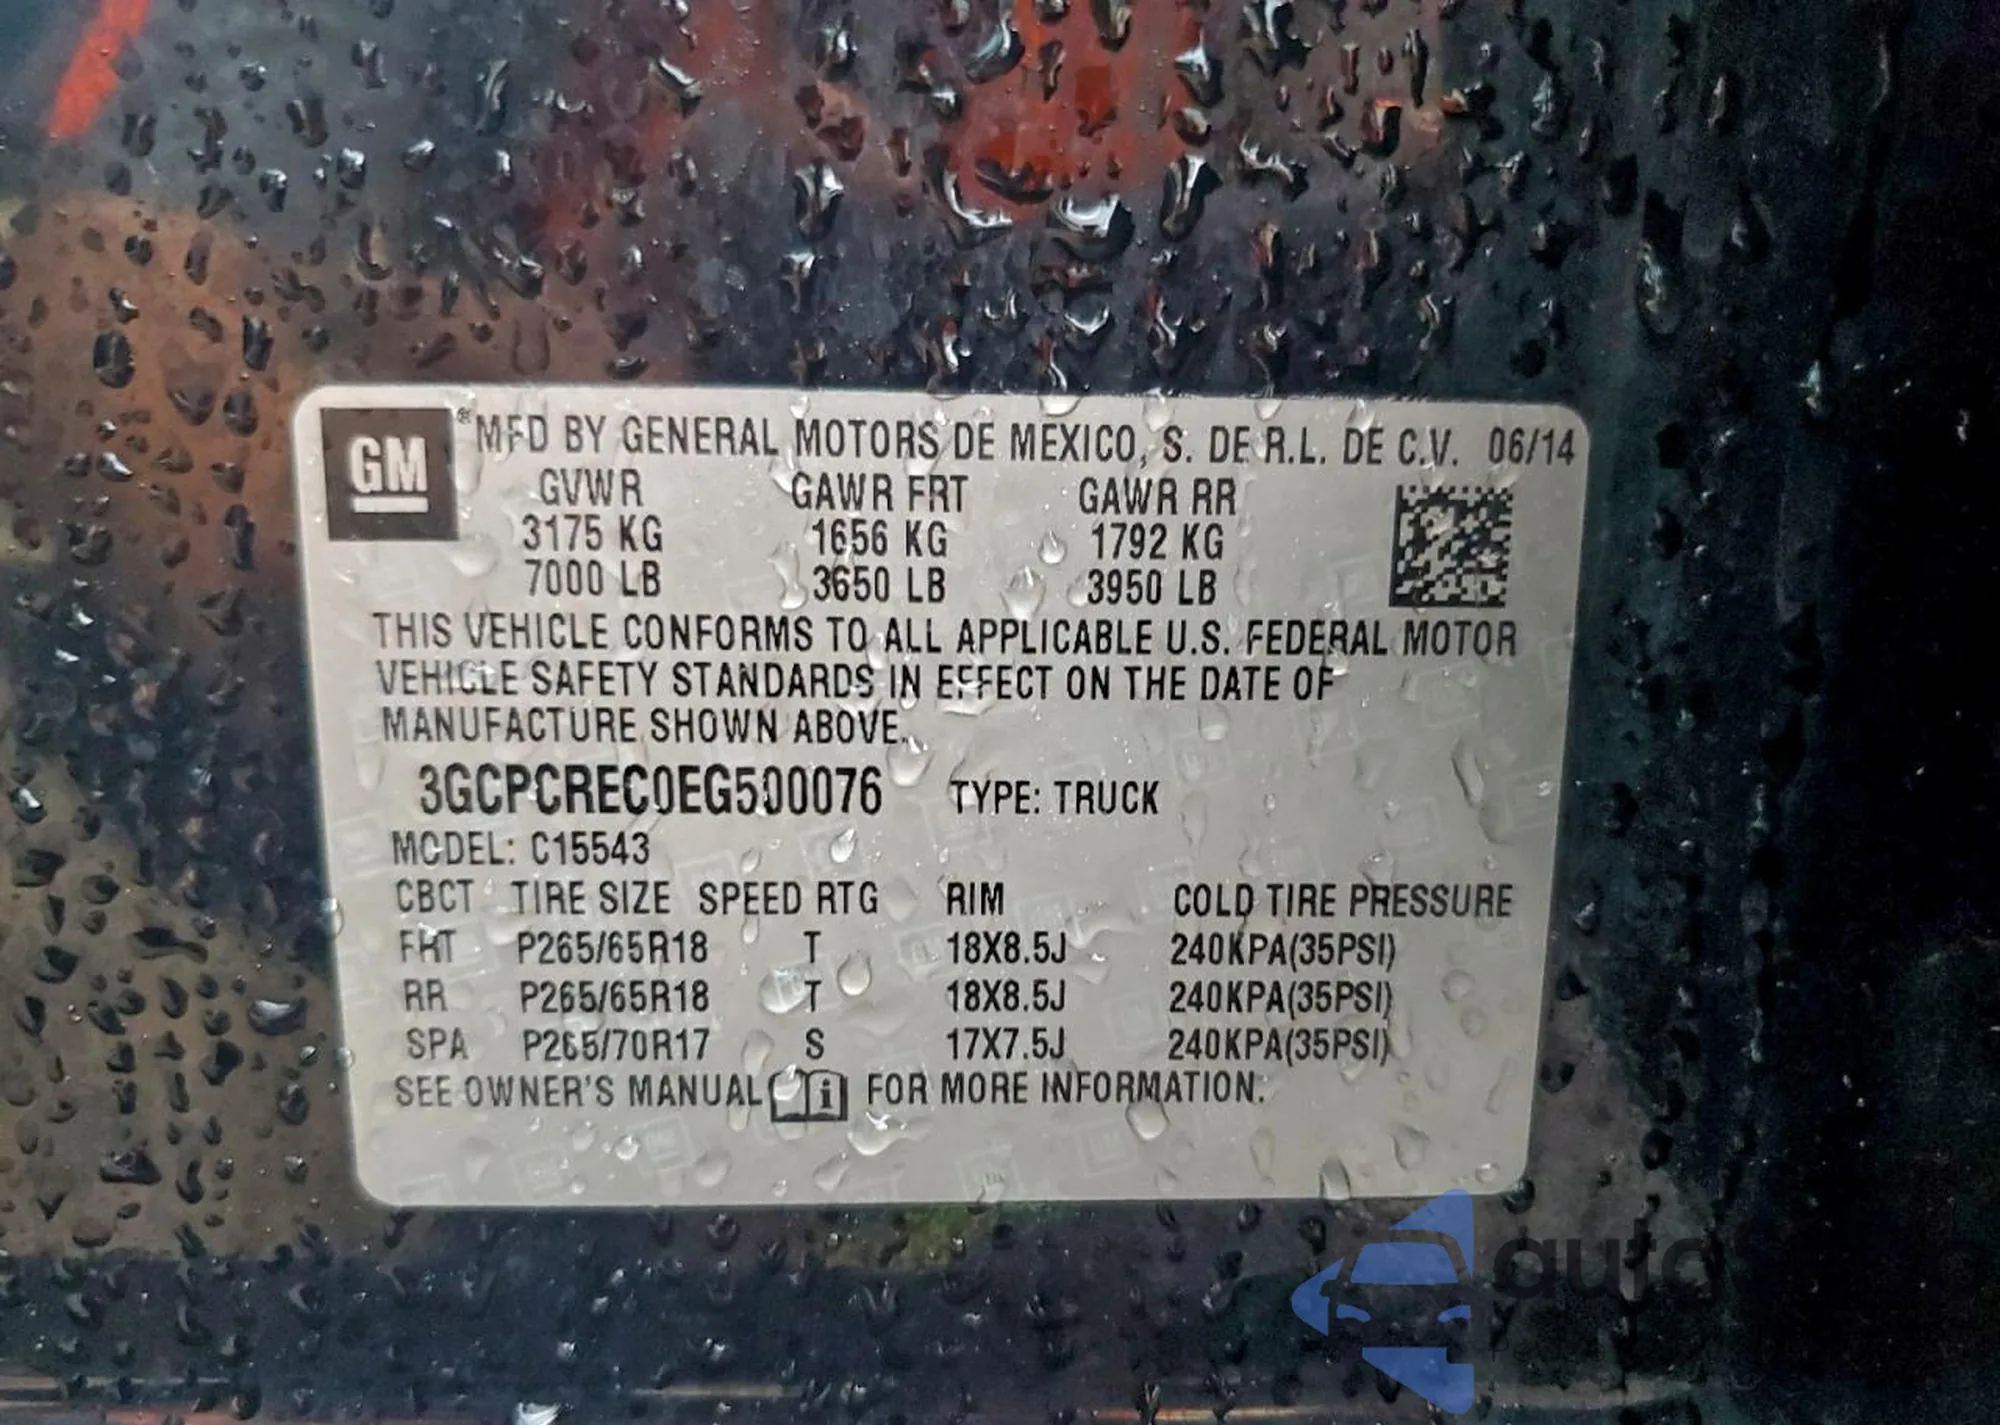 GM
® MFD BY GENERAL MOTORS DE MEXICO, S. DE R.L. DE C.V. 06/14
GVWR GAWR FRT GAWR RR
3175 KG 1656 KG 1792 KG
7000 LB 3650 LB 3950 LB
THIS VEHICLE CONFORMS TO ALL APPLICABLE U.S. FEDERAL MOTOR
VEHICLE SAFETY STANDARDS IN EFFECT ON THE DATE OF
MANUFACTURE SHOWN ABOVE.
3GCPCREC0EG500076 TYPE: TRUCK
MODEL: C15543
CBCT TIRE SIZE SPEED RTG RIM COLD TIRE PRESSURE
FRT P265/65R18 T 18X8.5J 240KPA(35PSI)
RR P265/65R18 T 18X8.5J 240KPA(35PSI)
SPA P265/70R17 S 17X7.5J 240KPA(35PSI)
SEE OWNER'S MANUAL i FOR MORE INFORMATION.
auto